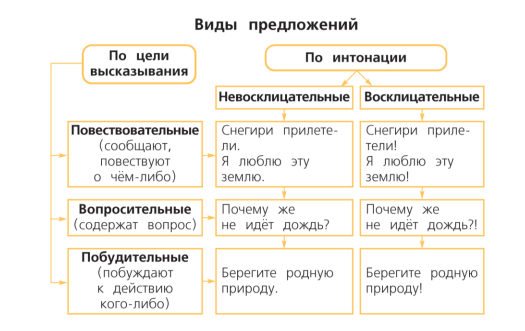 Виды предложений
По цели
высказывания
По интонации
Невосклицательные
Восклицательные
Повествовательные
(сообщают,
повествуют
о чём-либо)
Снегири прилете-
ли.
Я люблю эту
землю.
Снегири приле-
тели!
Я люблю эту
землю!
Вопросительные
(содержат вопрос)
Почему же
не идёт дождь?
Почему же
не идёт дождь?!
Побудительные
(побуждают
к действию
кого-либо)
Берегите родную
природу.
Берегите родную
природу!